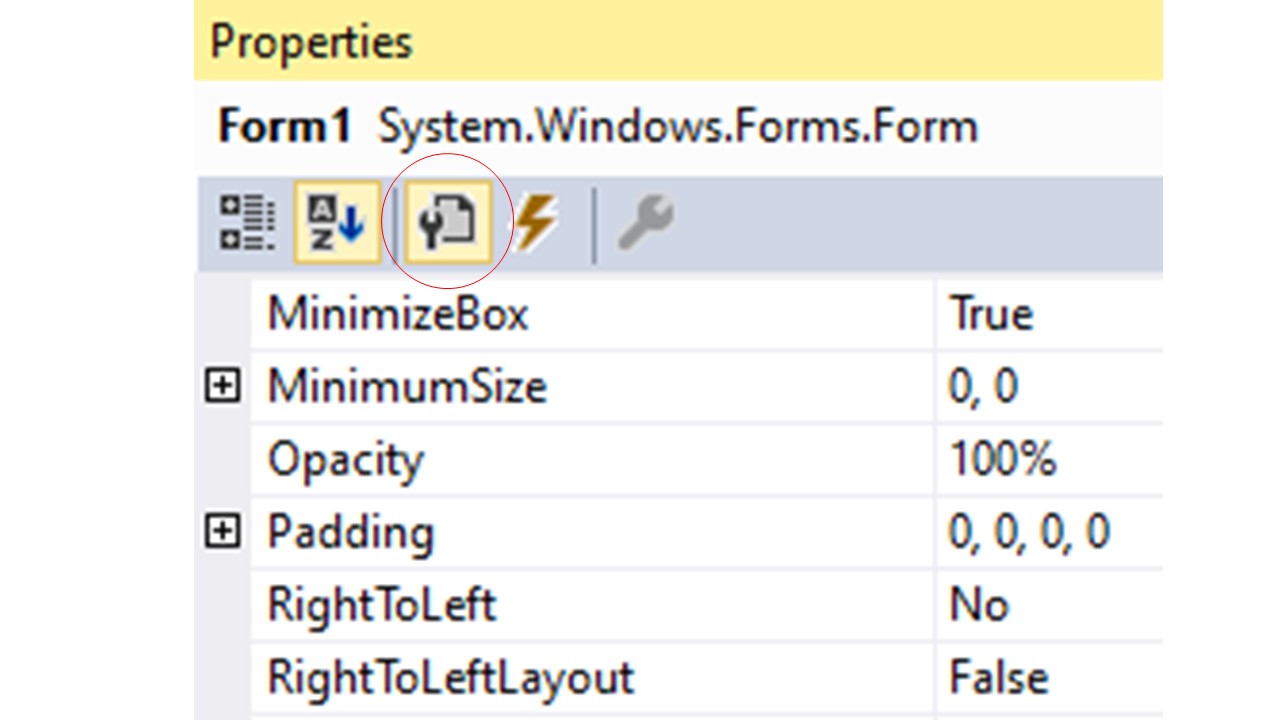 Properties
Form1 System.Windows.Forms.Form
AZ
MinimizeBox True
MinimumSize 0, 0
Opacity 100%
Padding 0, 0, 0, 0
RightToLeft No
RightToLeftLayout False